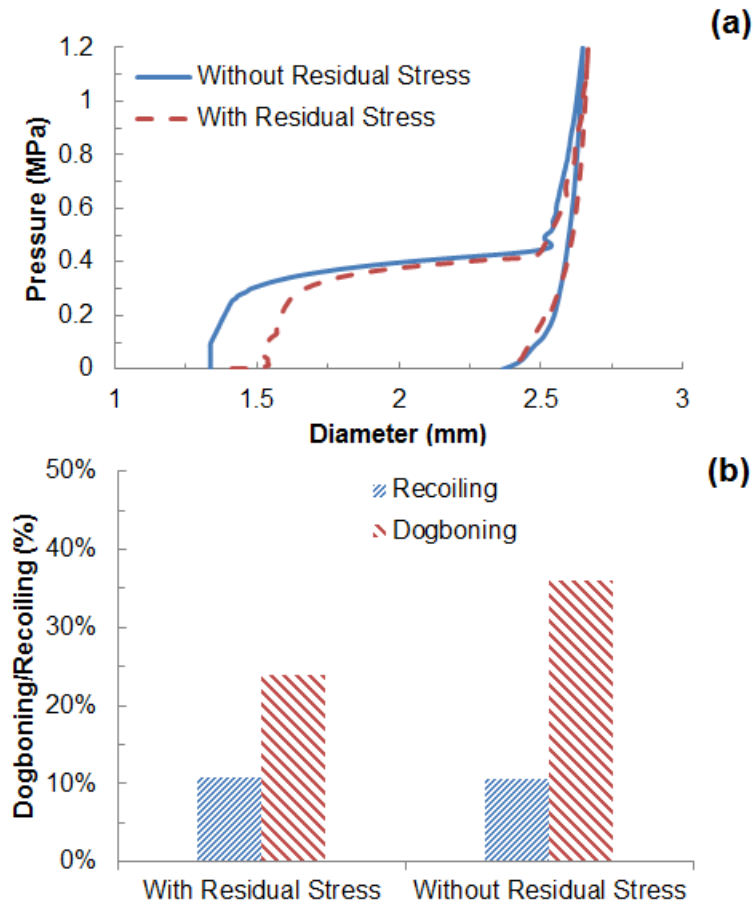 (a)
Without Residual Stress
With Residual Stress
Pressure (MPa)
1.2
1
0.8
0.6
0.4
0.2
0
1
1.5
2
2.5
3
Diameter (mm)
(b)
Recoiling
Dogboning
Dogboning/Recoiling (%)
50%
40%
30%
20%
10%
0%
With Residual Stress
Without Residual Stress